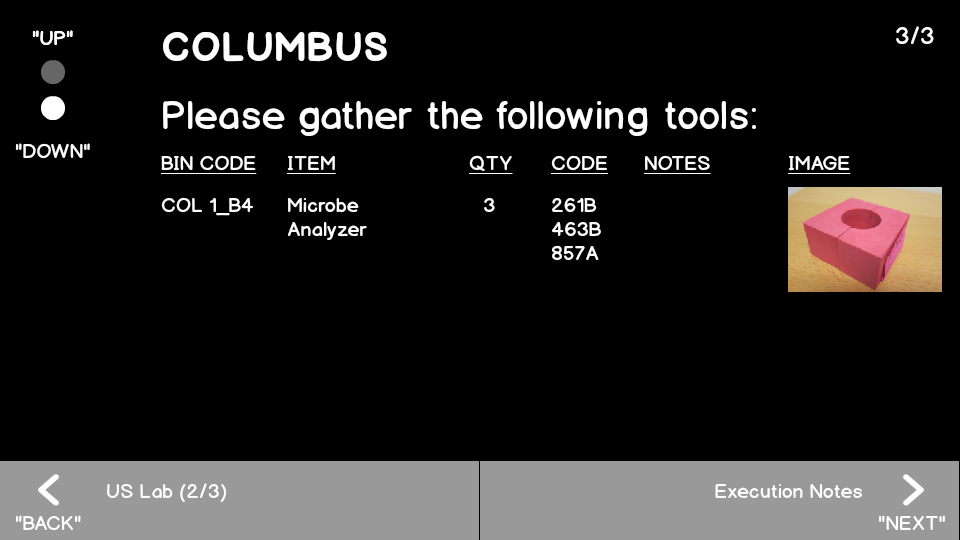 "UP"
"DOWN"
COLUMBUS
3/3
Please gather the following tools:
BIN CODE ITEM QTY CODE NOTES IMAGE
COL 1_B4 Microbe 3 261B
Analyzer 463B
857A
US Lab (2/3) Execution Notes
"BACK" "NEXT"